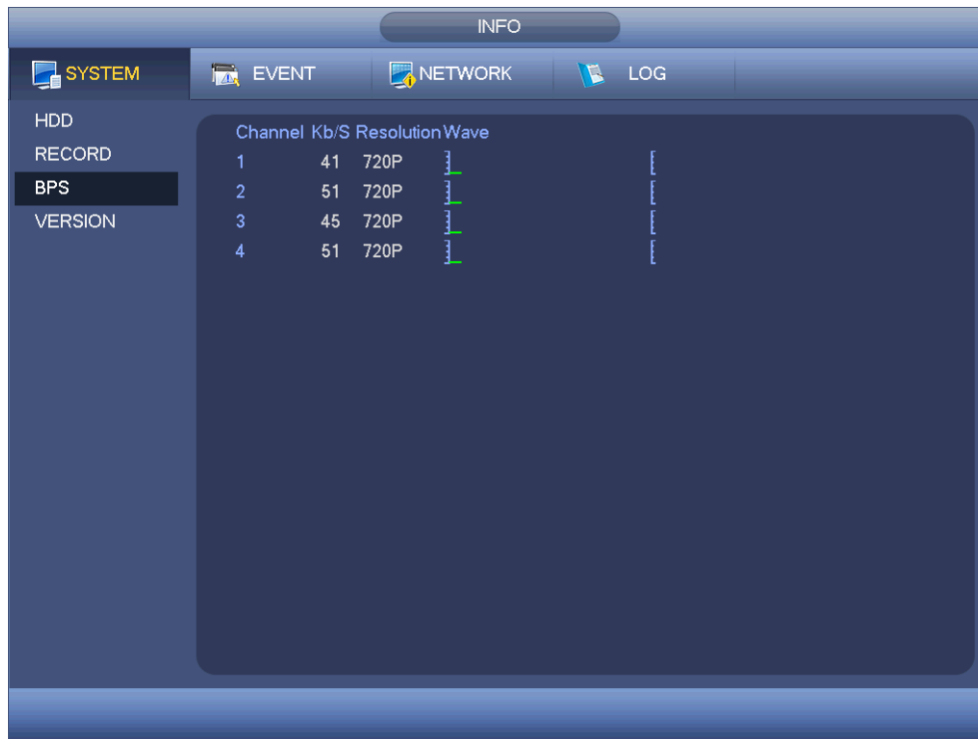 INFO
SYSTEM EVENT NETWORK LOG
HDD
RECORD
BPS
VERSION
Channel Kb/S Resolution Wave
1 41 720P
2 51 720P
3 45 720P
4 51 720P